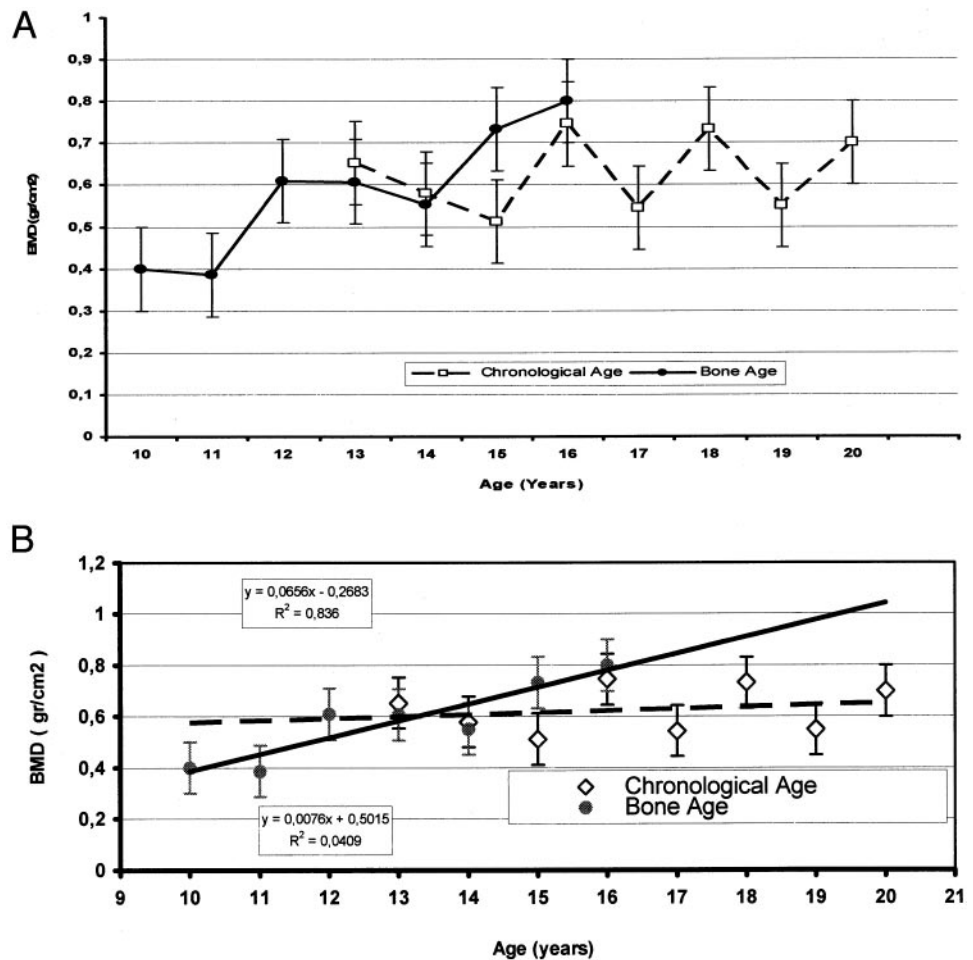 A
1
0,9
0,8
0,7
0,6
0,5
0,4
0,3
0,2
0,1
0
BMD(gr/cm2)
Chronological Age Bone Age
10 11 12 13 14 15 16 17 18 19 20
Age (Years)
B
1,2
1
0,8
0,6
0,4
0,2
0
BMD ( gr/cm2)
y = 0,0656x - 0,2683
R² = 0,836
Chronological Age
Bone Age
y = 0,0076x + 0,5015
R² = 0,0409
9 10 11 12 13 14 15 16 17 18 19 20 21
Age (years)